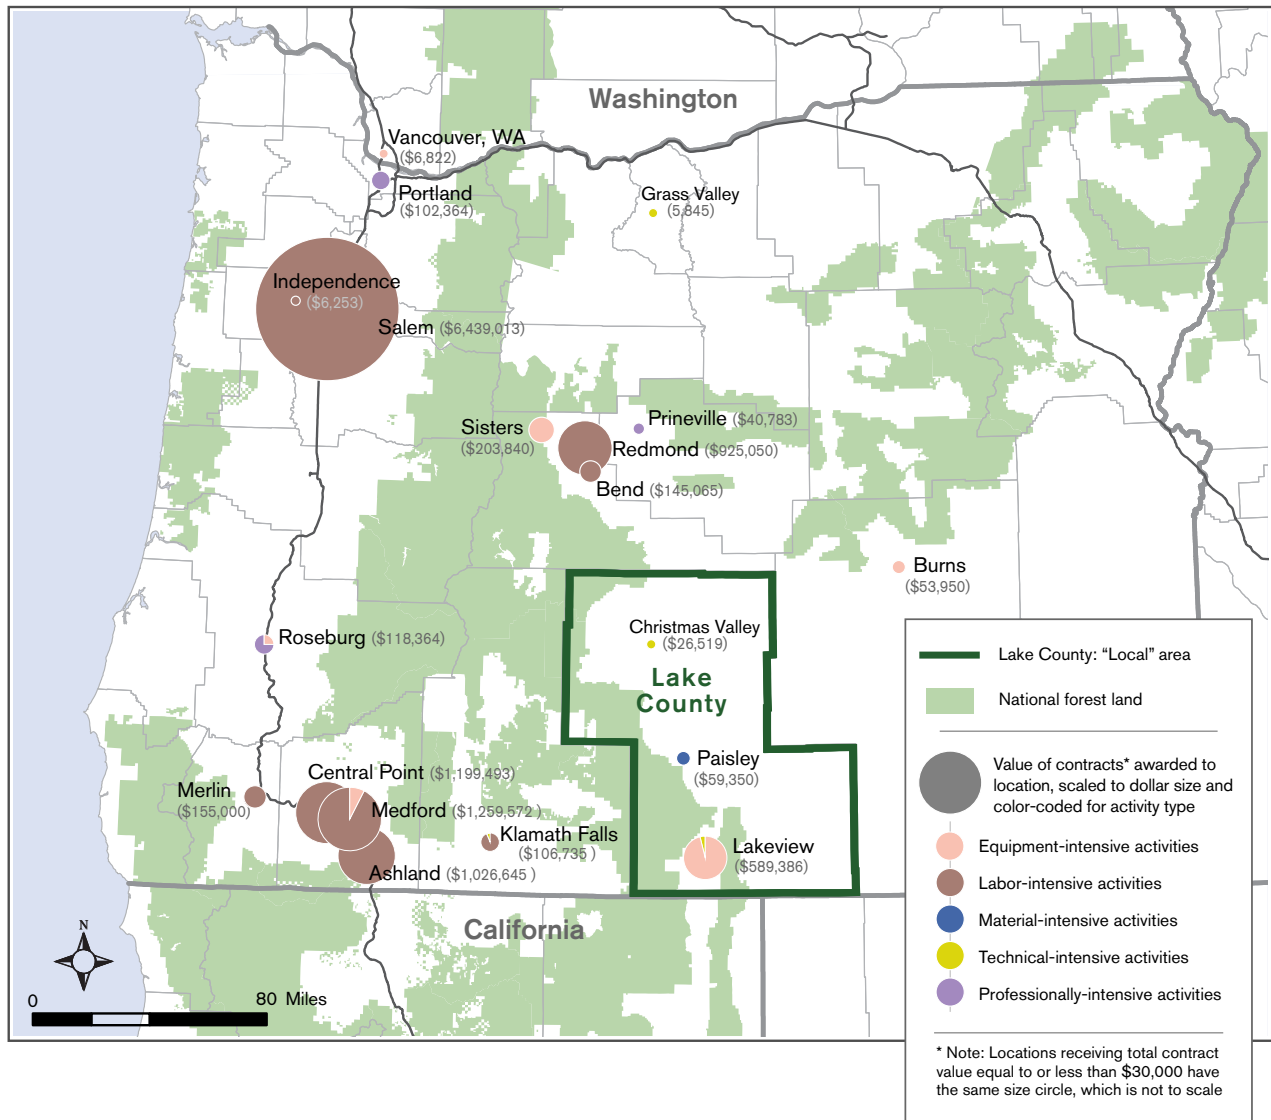 Washington
Vancouver, WA
($6,822)
Portland
($102,364)
Grass Valley
(5,845)
Independence
($6,253)
Salem ($6,439,013)
Sisters
($203,840)
Prineville ($40,783)
Redmond ($925,050)
Bend ($145,065)
Burns
($53,950)
Christmas Valley
($26,519)
Lake
County
Roseburg ($118,364)
Paisley
($59,350)
Central Point ($1,199,493)
Merlin
($155,000)
Medford ($1,259,572 )
Klamath Falls
($106,735 )
Lakeview
($589,386)
Ashland ($1,026,645 )
California
N
0
80 Miles
Lake County: “Local” area
National forest land
Value of contracts* awarded to
location, scaled to dollar size and
color-coded for activity type
Equipment-intensive activities
Labor-intensive activities
Material-intensive activities
Technical-intensive activities
Professionally-intensive activities
* Note: Locations receiving total contract
value equal to or less than $30,000 have
the same size circle, which is not to scale